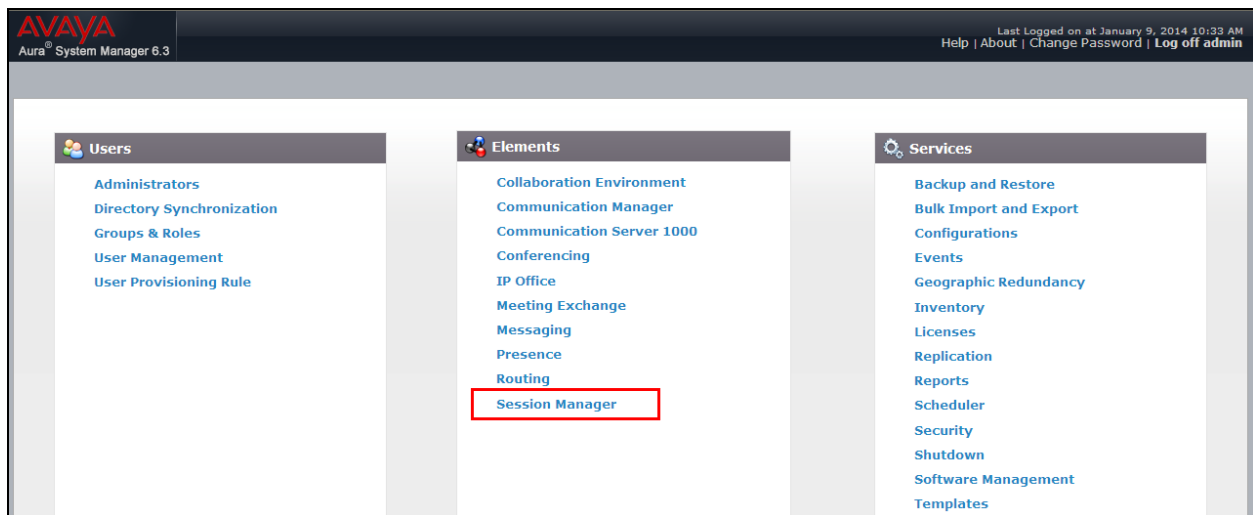 AVAYA
Aura® System Manager 6.3
Last Logged on at January 9, 2014 10:33 AM
Help | About | Change Password | Log off admin
Users
Administrators
Directory Synchronization
Groups & Roles
User Management
User Provisioning Rule
Elements
Collaboration Environment
Communication Manager
Communication Server 1000
Conferencing
IP Office
Meeting Exchange
Messaging
Presence
Routing
Session Manager
Services
Backup and Restore
Bulk Import and Export
Configurations
Events
Geographic Redundancy
Inventory
Licenses
Replication
Reports
Scheduler
Security
Shutdown
Software Management
Templates